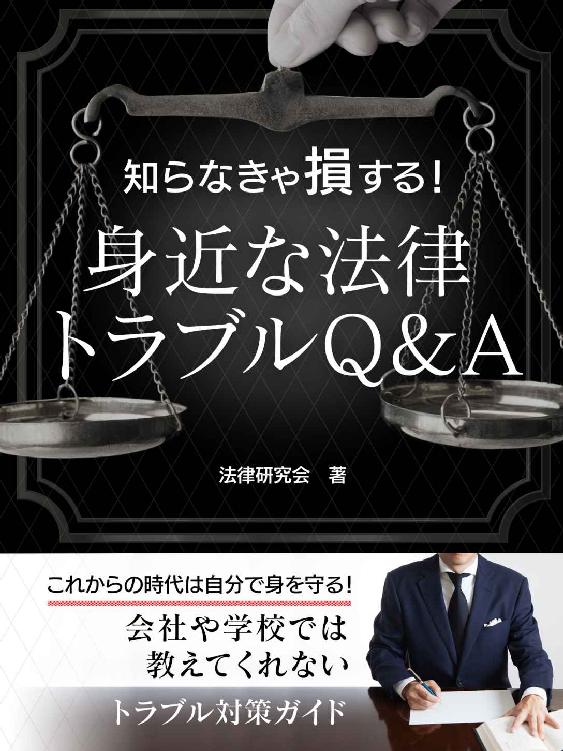 知らなきゃ損する!
身近な法律
トラブルQ&A
法律研究会 著
これからの時代は自分で身を守る!
会社や学校では
教えてくれない
トラブル対策ガイド